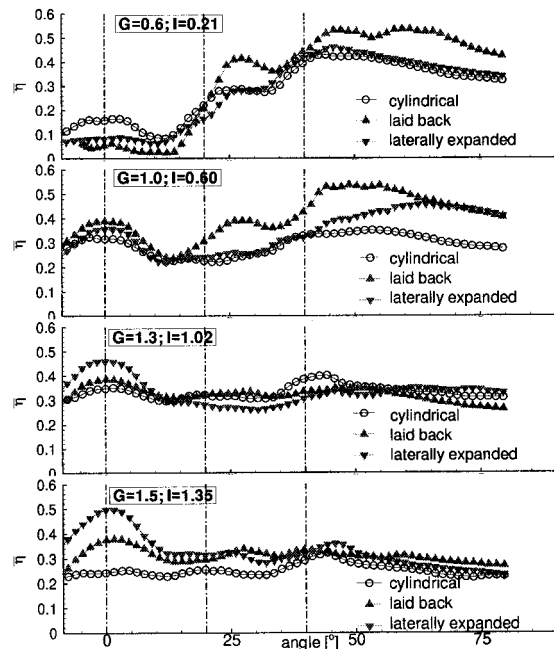 0.6
G=0.6; I=0.21
0.5
0.4
η
0.3
cylindrical
0.2
laid back
0.1
laterally expanded
0
0.6
G=1.0; I=0.60
0.5
0.4
η
0.3
0.2
cylindrical
0.1
laid back
laterally expanded
0
0.6
G=1.3; I=1.02
0.5
0.4
η
0.3
0.2
cylindrical
laid back
0.1
laterally expanded
0
0.6
G=1.5; I=1.35
0.5
0.4
η
0.3
0.2
cylindrical
laid back
0.1
laterally expanded
0
0 25 angle [°] 50 75